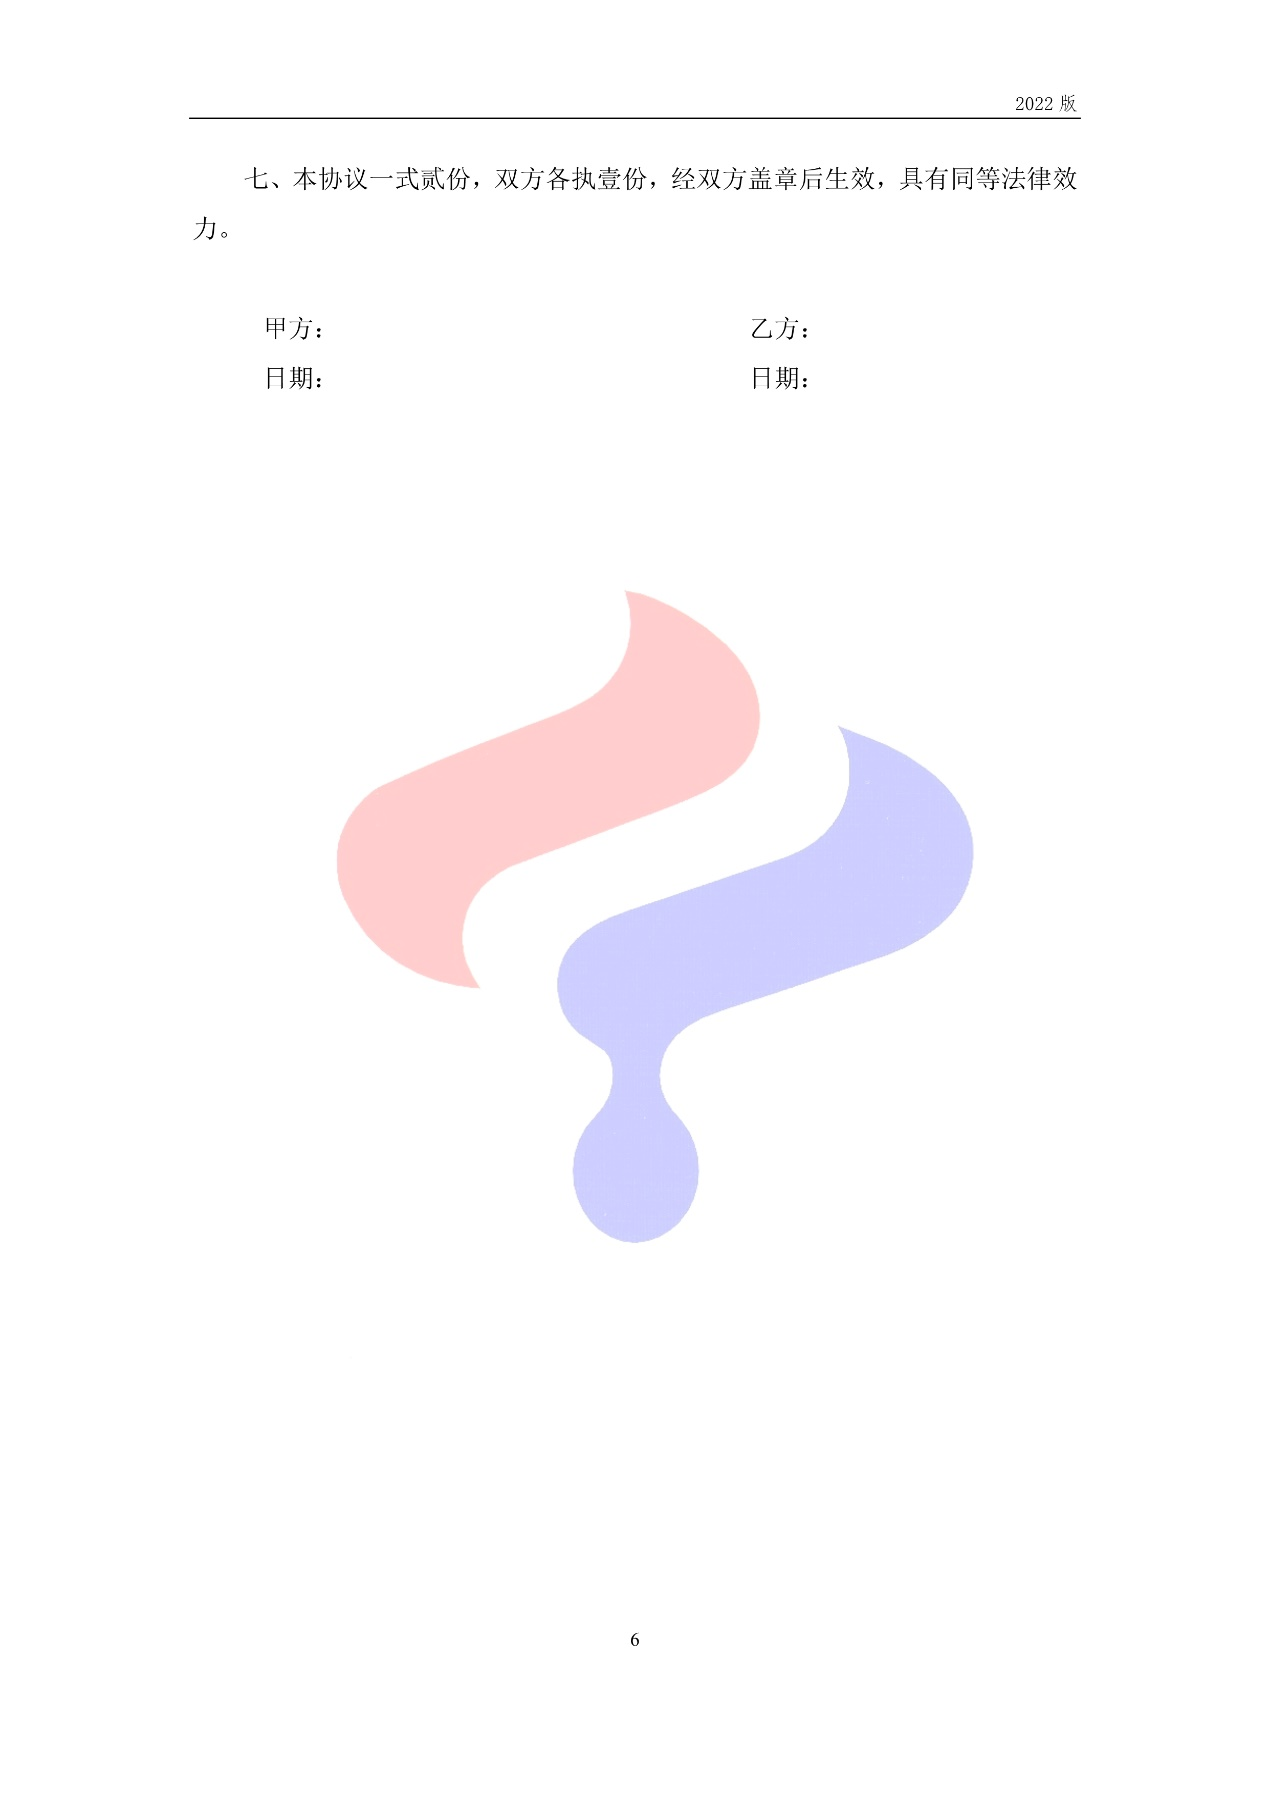 2022 版
七、本协议一式贰份，双方各执壹份，经双方盖章后生效，具有同等法律效
力。
甲方： 乙方：
日期： 日期：
6